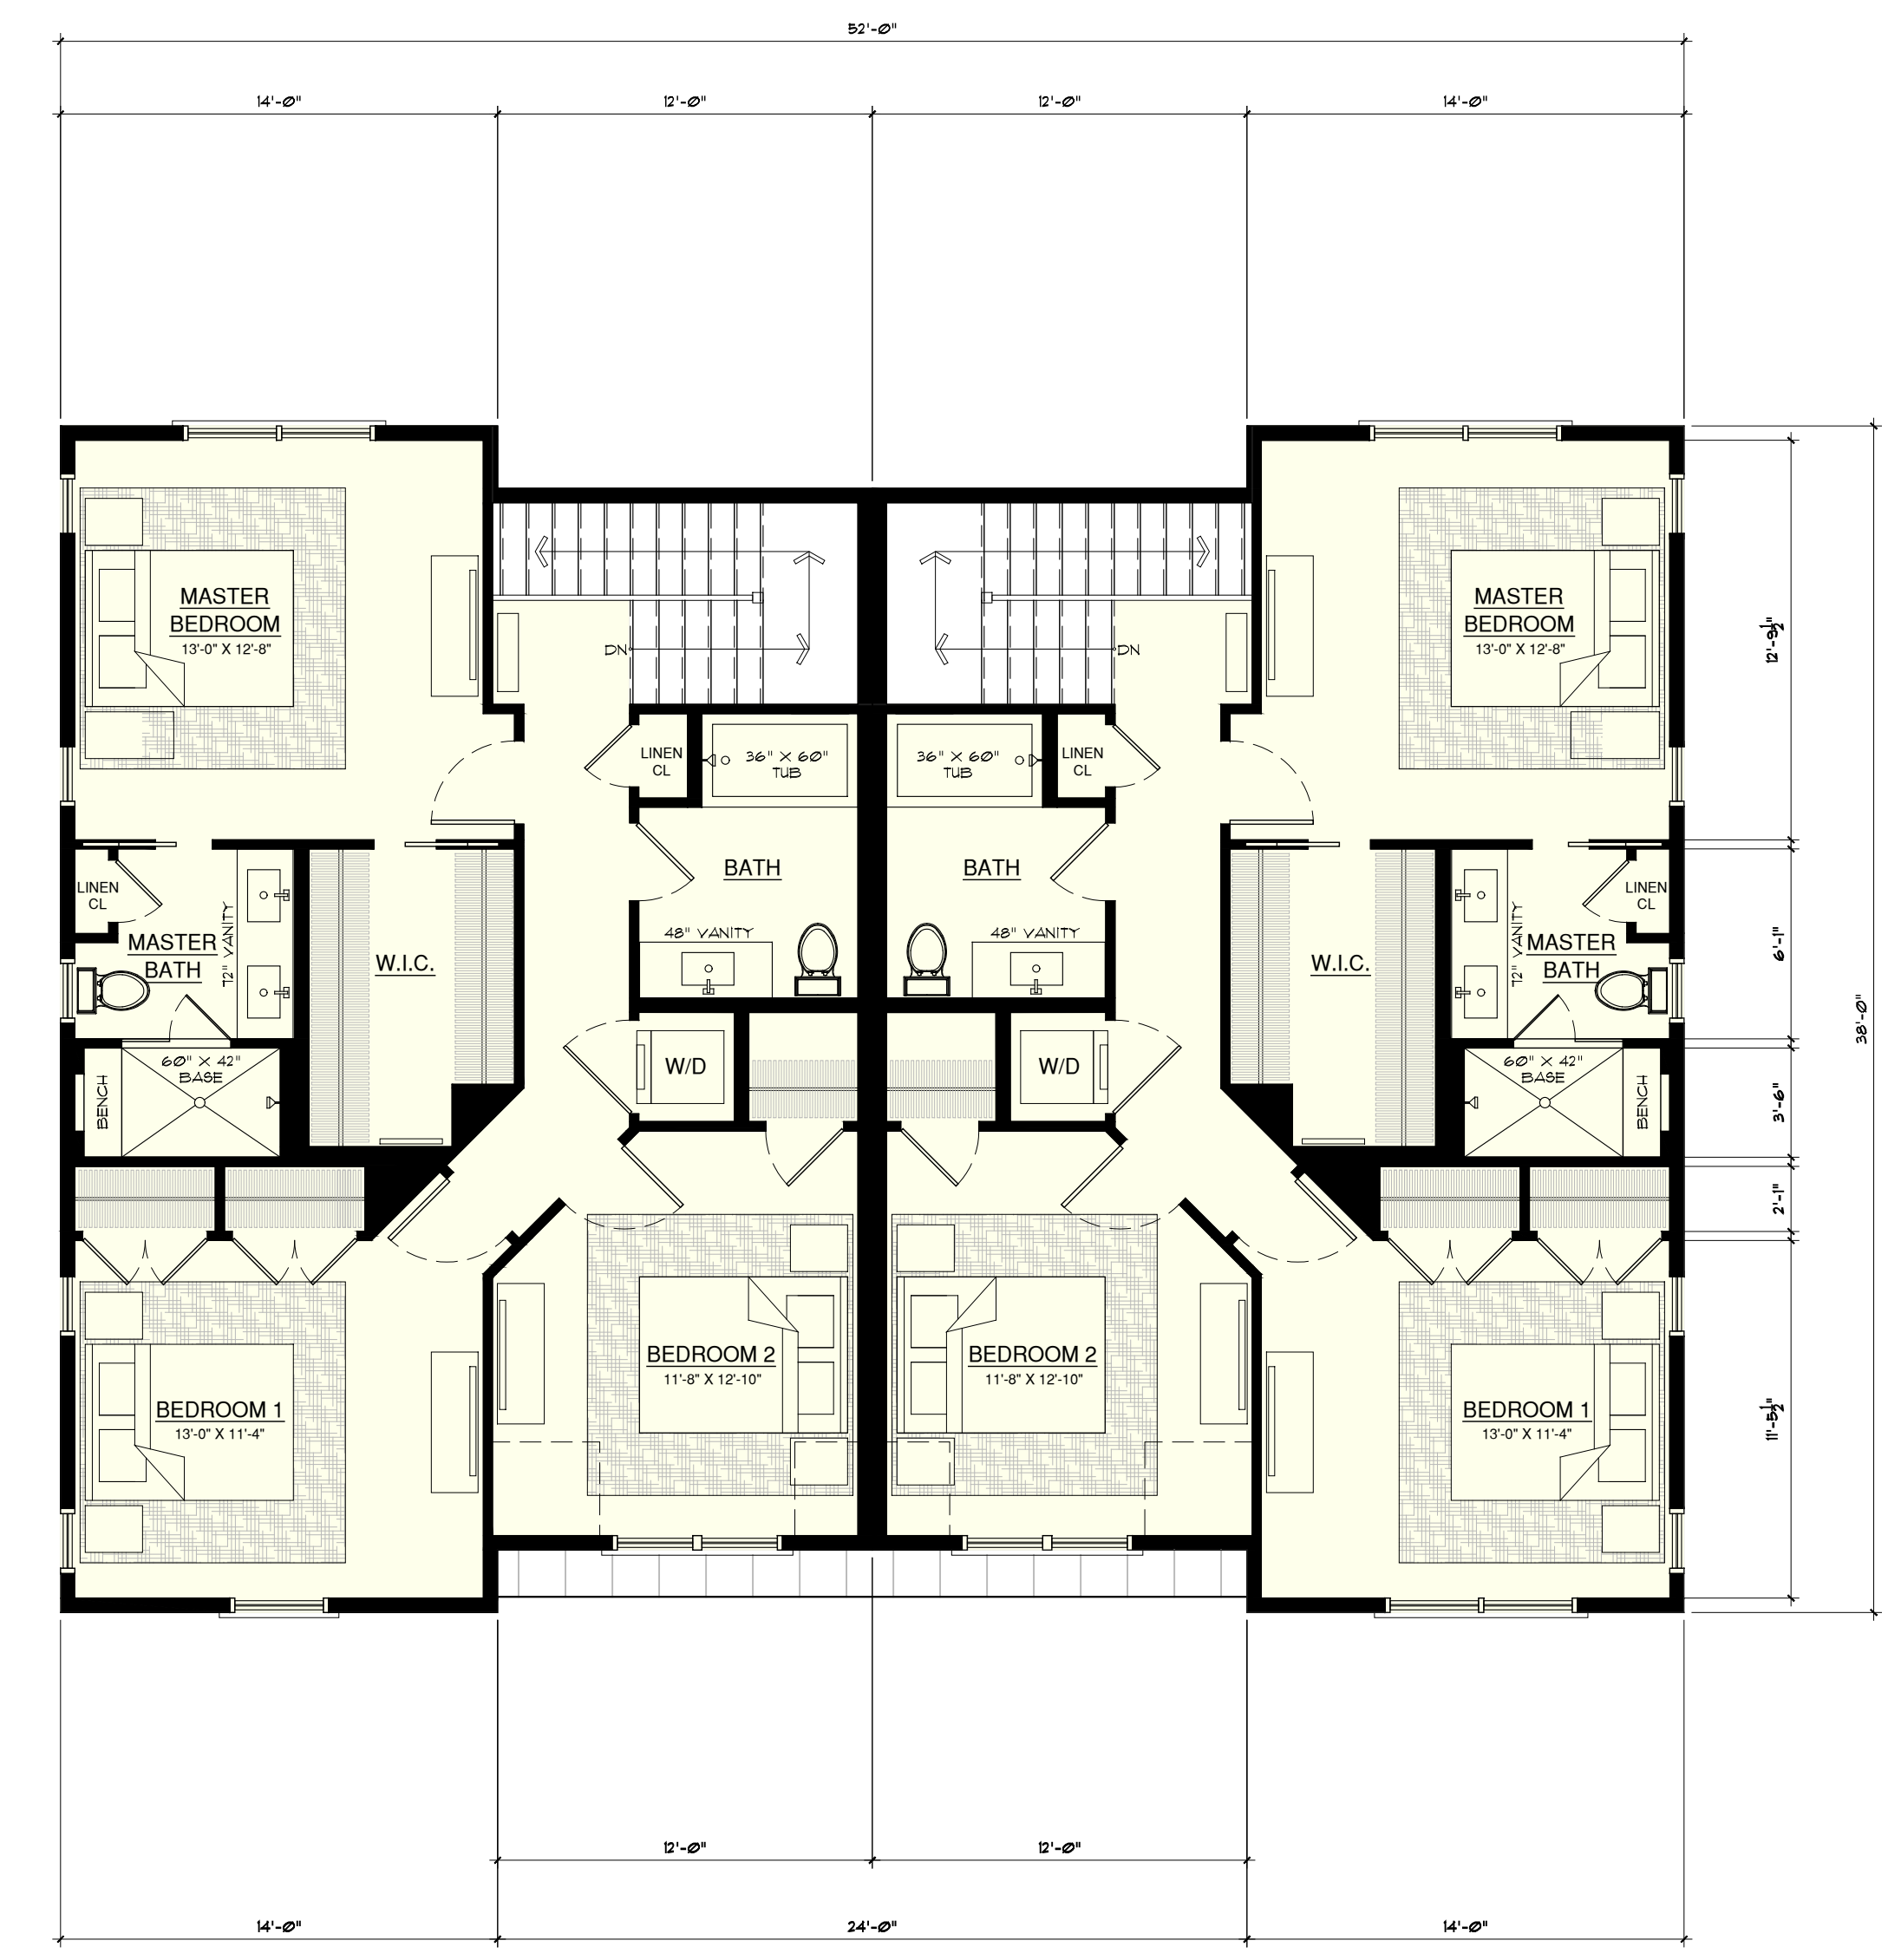 52'-0"
14'-0" 12'-0" 12'-0" 14'-0"
MASTER
BEDROOM
13'-0" X 12'-8"
DN
DN
MASTER
BEDROOM
13'-0" X 12'-8"
12'-9½"
LINEN
CL
36" X 60"
TUB
36" X 60"
TUB
LINEN
CL
BATH
BATH
LINEN
CL
72" VANITY
MASTER
BATH
W.I.C.
48" VANITY
48" VANITY
W.I.C.
72" VANITY
MASTER
BATH
LINEN
CL
6'-1"
38'-0"
BENCH
60" X 42"
BASE
W/D
W/D
60" X 42"
BASE
BENCH
3'-6"
2'-1"
BEDROOM 1
13'-0" X 11'-4"
BEDROOM 2
11'-8" X 12'-10"
BEDROOM 2
11'-8" X 12'-10"
BEDROOM 1
13'-0" X 11'-4"
11'-5½"
12'-0" 12'-0"
14'-0" 24'-0" 14'-0"